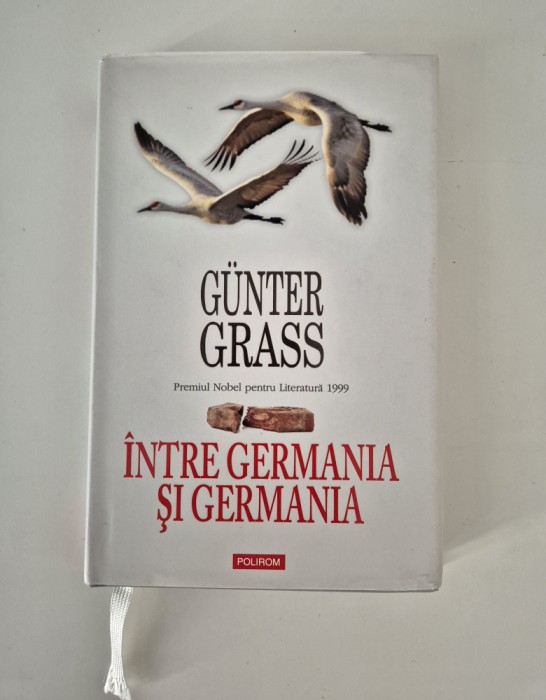 GÜNTER
GRASS
Premiul Nobel pentru Literatură 1999
ÎNTRE GERMANIA
ŞI GERMANIA
POLIROM